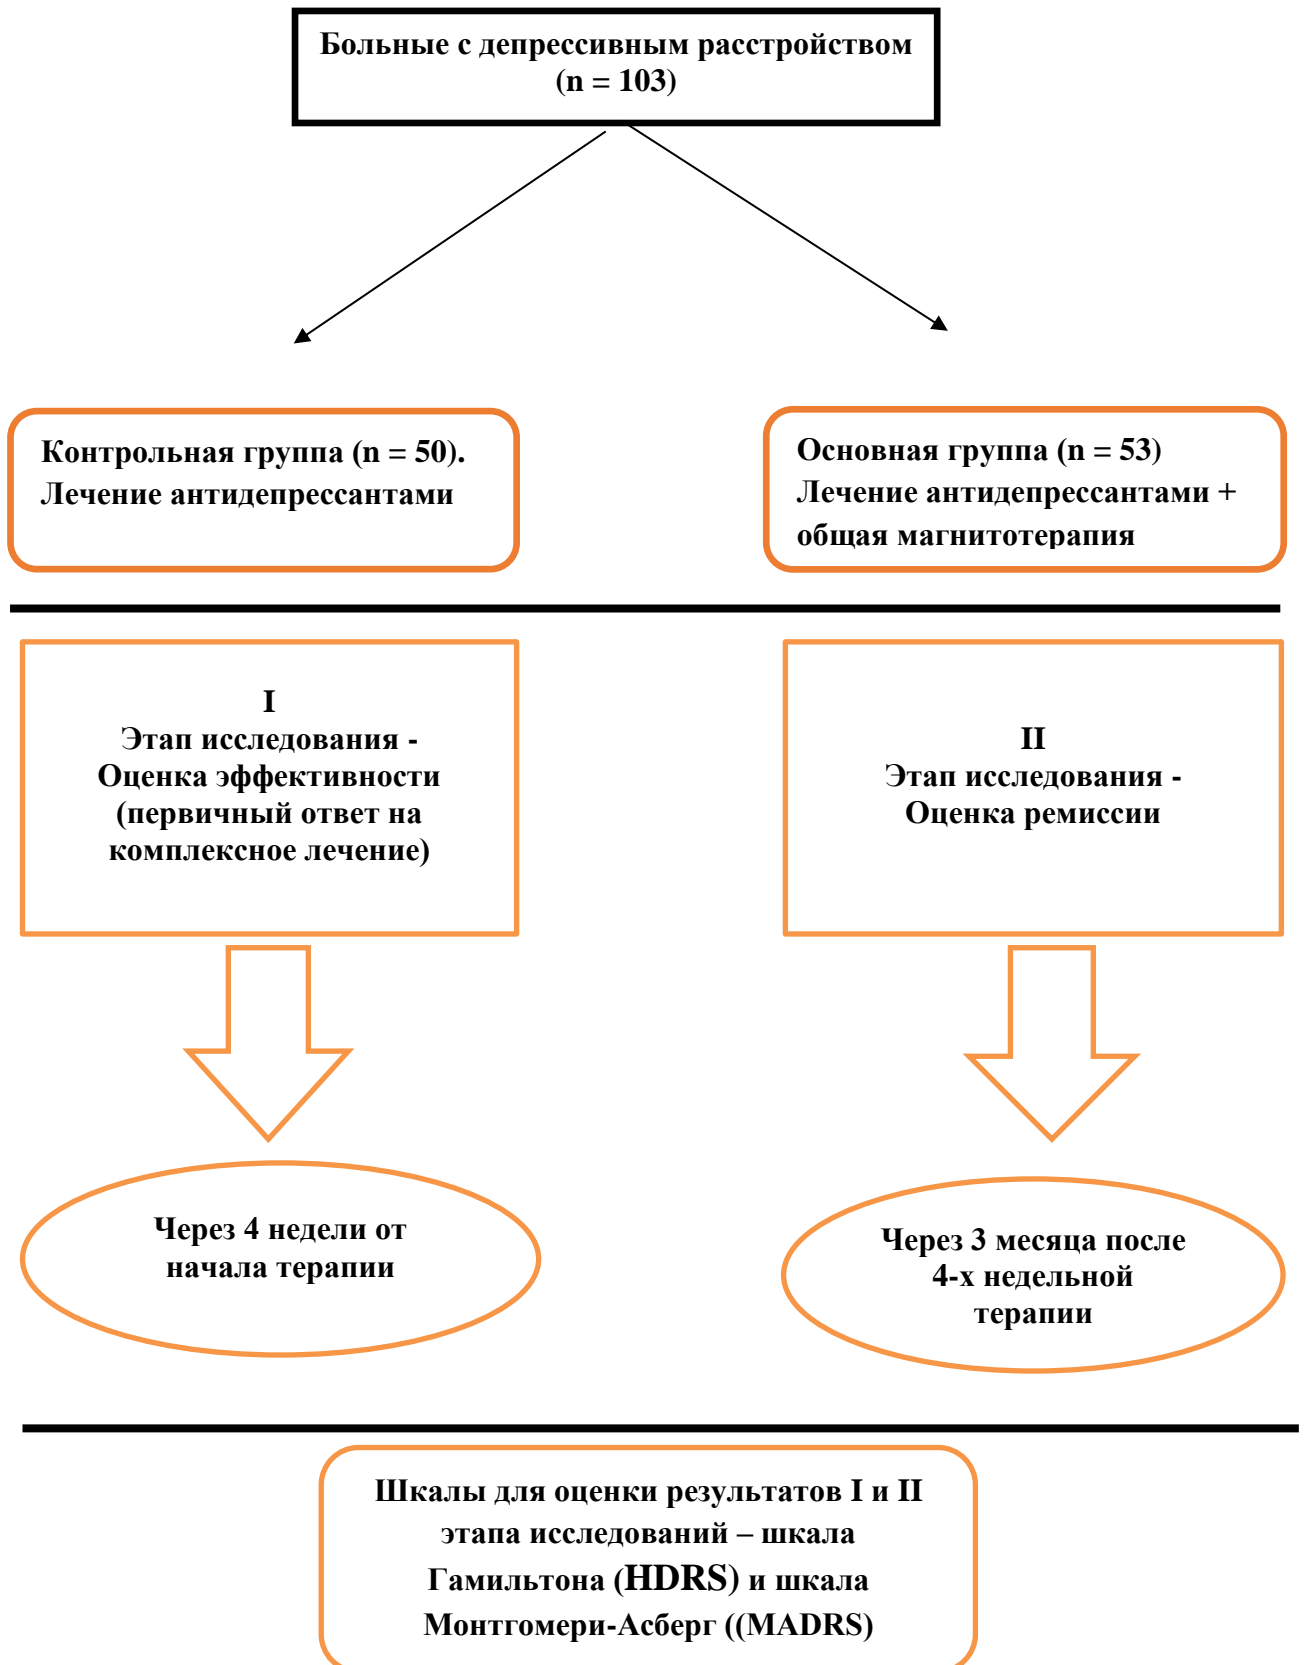 Больные с депрессивным расстройством
(n = 103)
Контрольная группа (n = 50).
Лечение антидепрессантами
Основная группа (n = 53)
Лечение антидепрессантами +
общая магнитотерапия
I
Этап исследования -
Оценка эффективности
(первичный ответ на
комплексное лечение)
II
Этап исследования -
Оценка ремиссии
Через 4 недели от
начала терапии
Через 3 месяца после
4-х недельной
терапии
Шкалы для оценки результатов I и II
этапа исследований – шкала
Гамильтона (HDRS) и шкала
Монтгомери-Асберг ((MADRS)